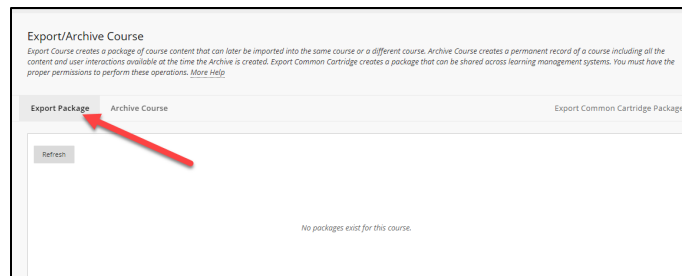 Export/Archive Course
Export Course creates a package of course content that can later be imported into the same course or a different course. Archive Course creates a permanent record of a course including all the
content and user interactions available at the time the Archive is created. Export Common Cartridge creates a package that can be shared across learning management systems. You must have the
proper permissions to perform these operations. More Help
Export Package Archive Course Export Common Cartridge Package
Refresh
No packages exist for this course.